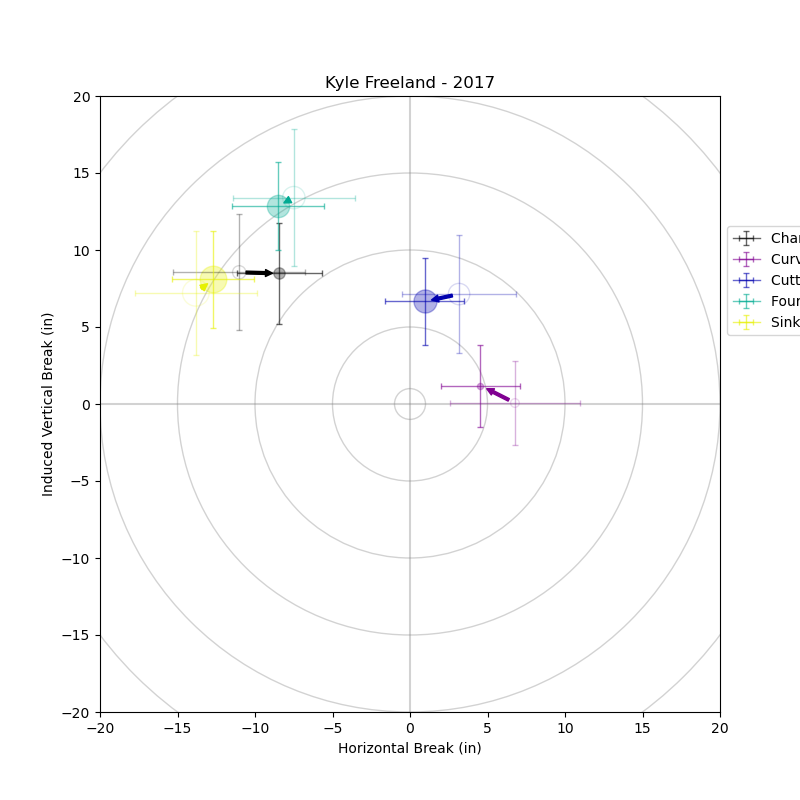 Kyle Freeland - 2017
20
15
10
5
0
−5
−10
−15
−20
Induced Vertical Break (in)
−20 −15 −10 −5 0 5 10 15 20
Horizontal Break (in)
Char
Curv
Cutt
Four
Sink